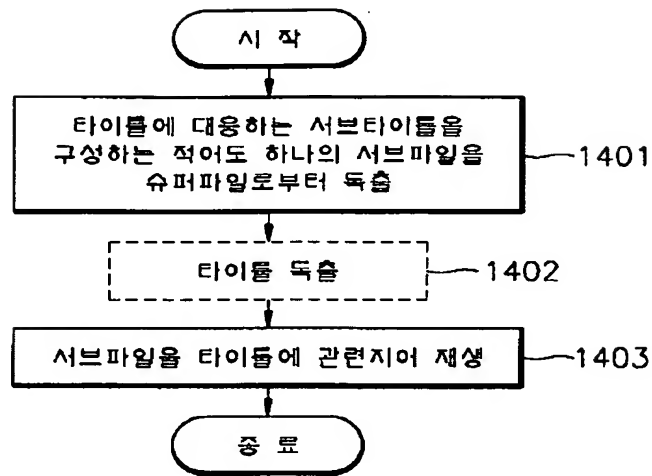 시 작
타이틀에 대응하는 서브타이틀을
구성하는 적어도 하나의 서브파일을
슈퍼파일로부터 독출
1401
타이틀 독출
1402
서브파일을 타이틀에 관련지어 재생
1403
종 료